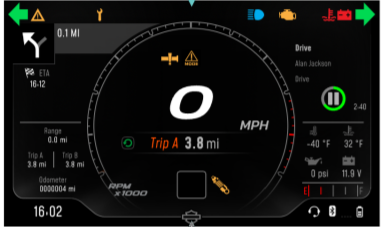 0.1 MI
ETA
16:12
Range
0.0 mi
Trip A Trip B
3.8 mi 3.8 mi
Odometer
0000004 mi
16:02
0
MPH
Trip A 3.8 mi
RPM
x1000
Drive
Alan Jackson
Drive
2:40
-40 °F 32 °F
0 psi 11.9 V